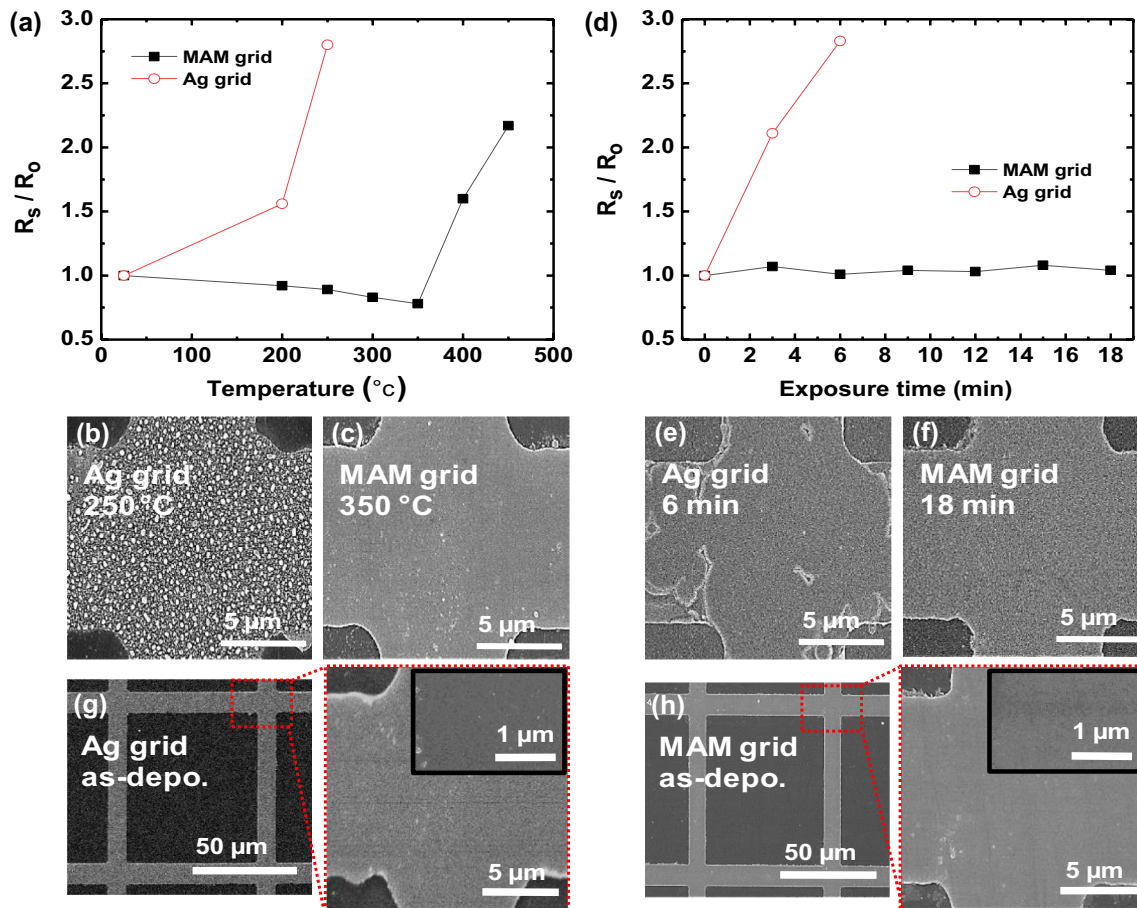 (a)
3.0
2.5
2.0
1.5
1.0
0.5
Rs / Ro
MAM grid
Ag grid
0 100 200 300 400 500
Temperature (°C)
(d)
3.0
2.5
2.0
1.5
1.0
0.5
Rs / Ro
MAM grid
Ag grid
0 2 4 6 8 10 12 14 16 18
Exposure time (min)
(b)
Ag grid
250°C
5 µm
(c)
MAM grid
350 °C
5 µm
(e)
Ag grid
6 min
5 µm
(f)
MAM grid
18 min
5 µm
(g)
Ag grid
as-depo.
50 µm
1 µm
5 µm
(h)
MAM grid
as-depo.
50 µm
1 µm
5 µm